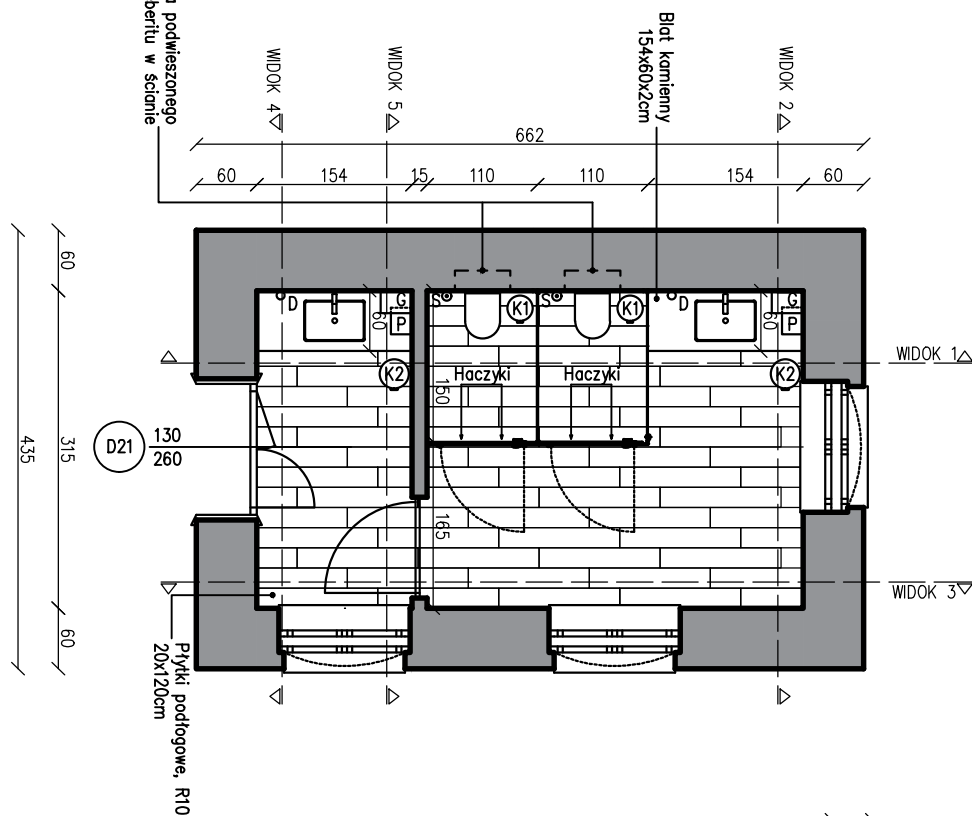 Blat kamienny
154x60x2cm
podwieszonego
w ścianie
WIDOK 4
WIDOK 5
WIDOK 2
662
60
154
15
110
110
154
60
60
315
60
435
D
60
G
P
S
K1
S
K1
D
60
G
P
K2
Haczyki
Haczyki
K2
150
165
WIDOK 1
WIDOK 3
D21
130
260
Płytki podłogowe, R10
20x120cm